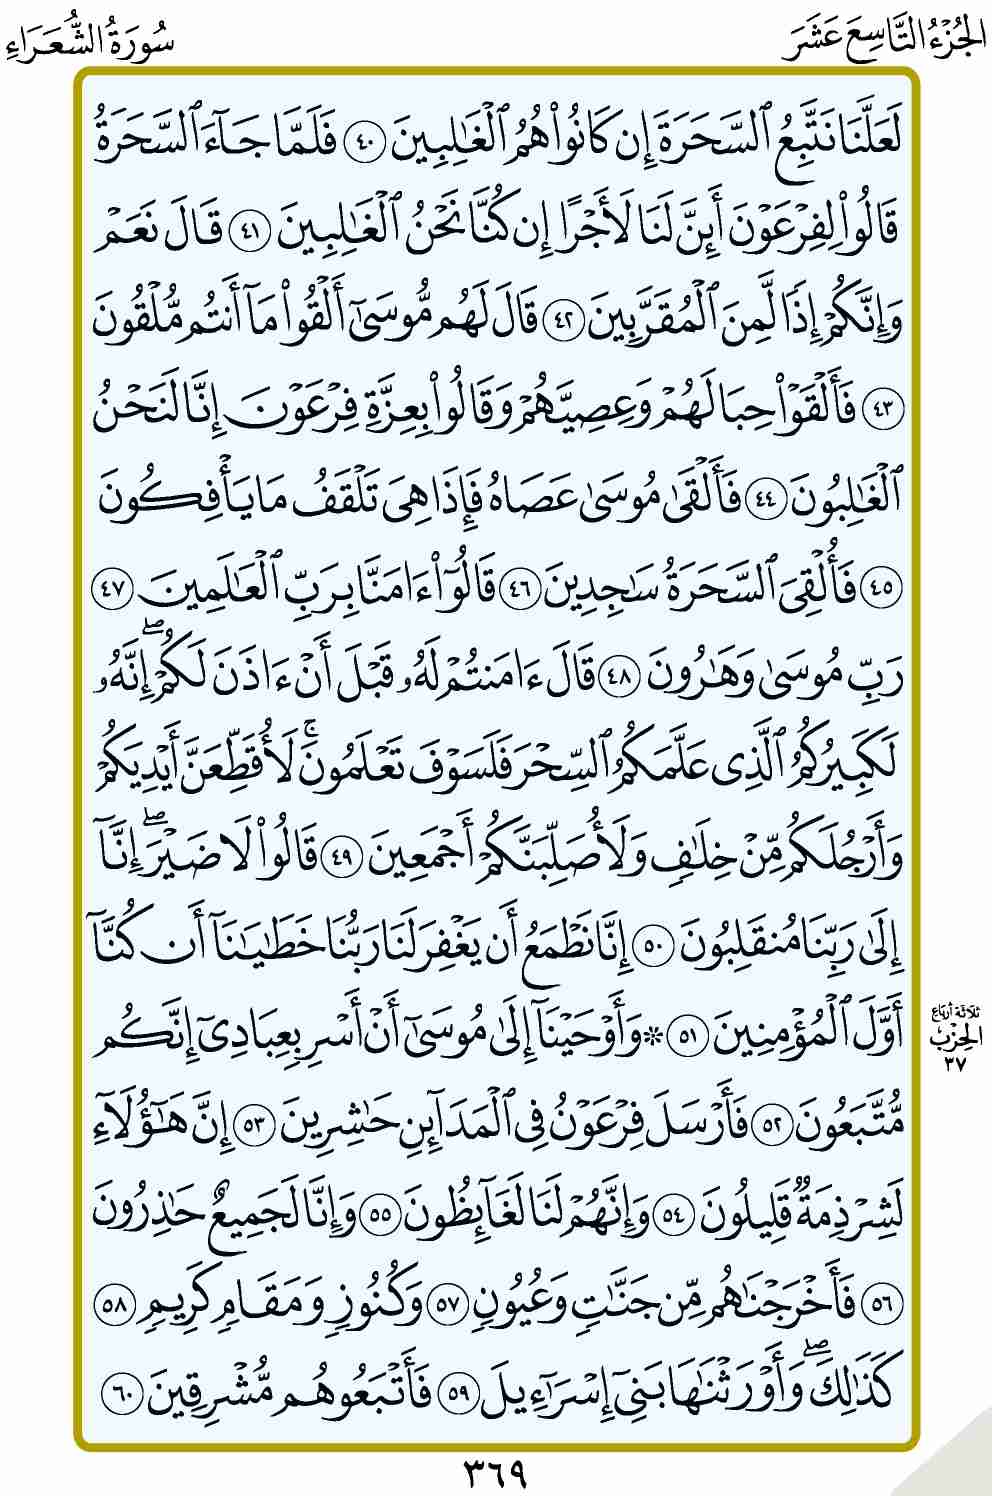 الجُزْءُ التَّاسِعَ عَشَرَ
سُورَةُ الشُّعَرَاءِ
لَعَلَّنَا نَتَّبِعُ ٱلسَّحَرَةَ إِن كَانُوا۟ هُمُ ٱلْغَٰلِبِينَ ٤٠ فَلَمَّا جَآءَ ٱلسَّحَرَةُ
قَالُوا۟ لِفِرْعَوْنَ أَئِنَّ لَنَا لَأَجْرًا إِن كُنَّا نَحْنُ ٱلْغَٰلِبِينَ ٤١ قَالَ نَعَمْ
وَإِنَّكُمْ إِذًا لَّمِنَ ٱلْمُقَرَّبِينَ ٤٢ قَالَ لَهُم مُّوسَىٰٓ أَلْقُوا۟ مَآ أَنتُم مُّلْقُونَ
٤٣ فَأَلْقَوْا۟ حِبَالَهُمْ وَعِصِيَّهُمْ وَقَالُوا۟ بِعِزَّةِ فِرْعَوْنَ إِنَّا لَنَحْنُ
ٱلْغَٰلِبُونَ ٤٤ فَأَلْقَىٰ مُوسَىٰ عَصَاهُ فَإِذَا هِىَ تَلْقَفُ مَا يَأْفِكُونَ
٤٥ فَأُلْقِىَ ٱلسَّحَرَةُ سَٰجِدِينَ ٤٦ قَالُوٓا۟ ءَامَنَّا بِرَبِّ ٱلْعَٰلَمِينَ ٤٧
رَبِّ مُوسَىٰ وَهَٰرُونَ ٤٨ قَالَ ءَامَنتُمْ لَهُۥ قَبْلَ أَنْ ءَاذَنَ لَكُمْ ۖ إِنَّهُۥ
لَكَبِيرُكُمُ ٱلَّذِى عَلَّمَكُمُ ٱلسِّحْرَ فَلَسَوْفَ تَعْلَمُونَ ۚ لَأُقَطِّعَنَّ أَيْدِيَكُمْ
وَأَرْجُلَكُم مِّنْ خِلَٰفٍ وَلَأُصَلِّبَنَّكُمْ أَجْمَعِينَ ٤٩ قَالُوا۟ لَا ضَيْرَ ۖ إِنَّآ
إِلَىٰ رَبِّنَا مُنقَلِبُونَ ٥٠ إِنَّا نَطْمَعُ أَن يَغْفِرَ لَنَا رَبُّنَا خَطَٰيَٰنَآ أَن كُنَّآ
أَوَّلَ ٱلْمُؤْمِنِينَ ٥١ ۞ وَأَوْحَيْنَآ إِلَىٰ مُوسَىٰٓ أَنْ أَسْرِ بِعِبَادِىٓ إِنَّكُم
ثلاثة أرباع
الحِزْب
٣٧
مُّتَّبَعُونَ ٥٢ فَأَرْسَلَ فِرْعَوْنُ فِى ٱلْمَدَآئِنِ حَٰشِرِينَ ٥٣ إِنَّ هَٰٓؤُلَآءِ
لَشِرْذِمَةٌ قَلِيلُونَ ٥٤ وَإِنَّهُمْ لَنَا لَغَآئِظُونَ ٥٥ وَإِنَّا لَجَمِيعٌ حَٰذِرُونَ
٥٦ فَأَخْرَجْنَٰهُم مِّن جَنَّٰتٍ وَعُيُونٍ ٥٧ وَكُنُوزٍ وَمَقَامٍ كَرِيمٍ ٥٨
كَذَٰلِكَ ۖ وَأَوْرَثْنَٰهَا بَنِىٓ إِسْرَٰٓءِيلَ ٥٩ فَأَتْبَعُوهُم مُّشْرِقِينَ ٦٠
٣٦٩